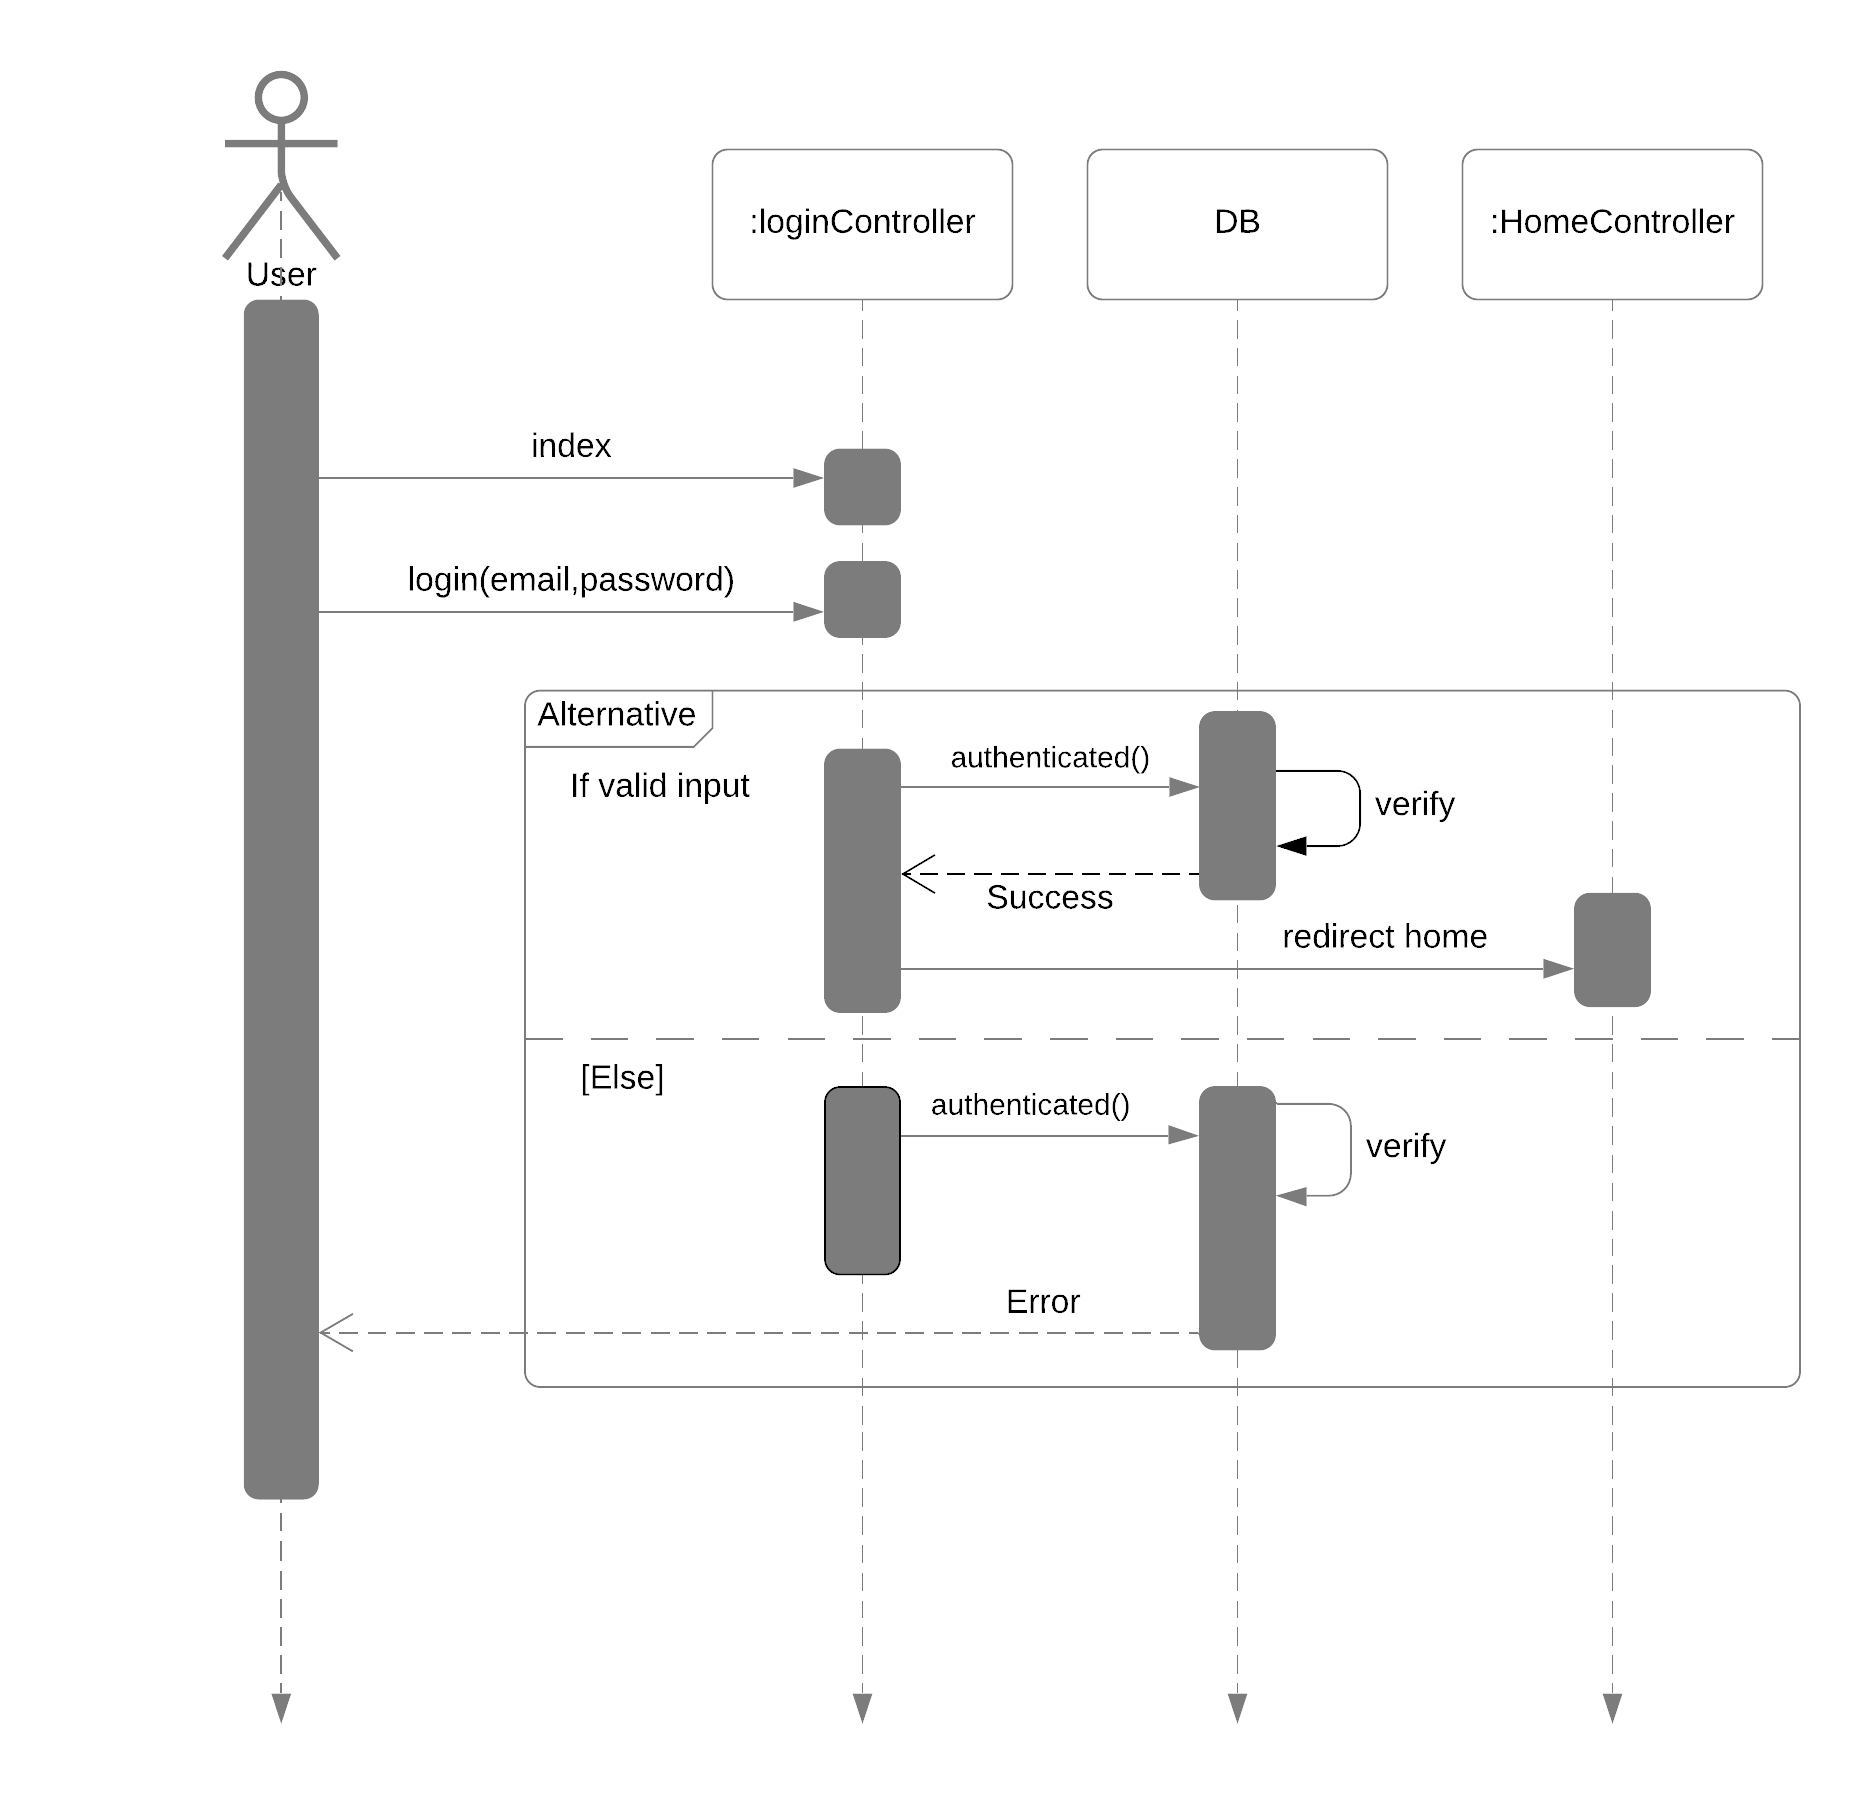 User
:loginController
DB
:HomeController
index
login(email,password)
Alternative
If valid input
authenticated()
verify
Success
redirect home
[Else]
authenticated()
verify
Error